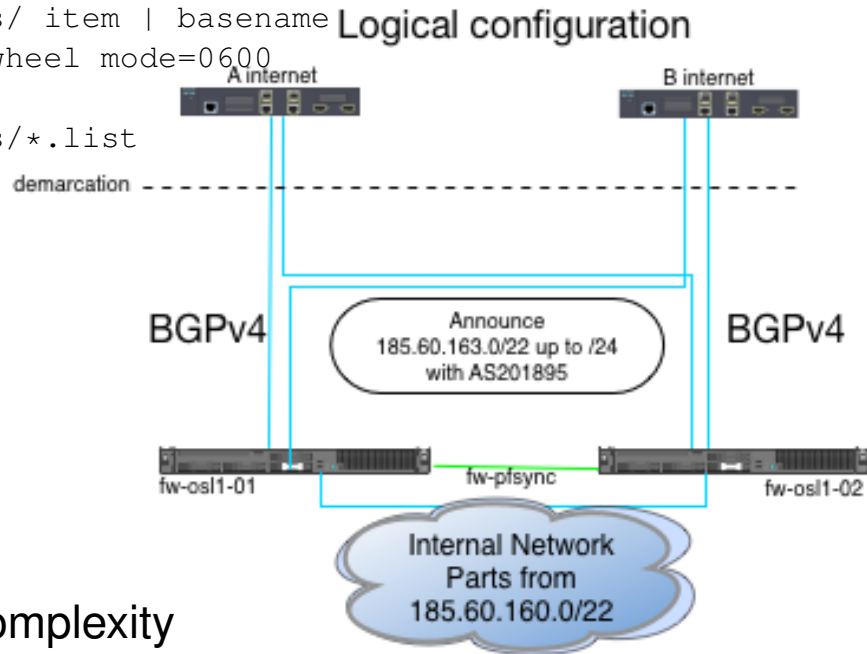 s/ item | basename
wheel mode=0600
s/*.list
Logical configuration
A internet
B internet
demarcation
BGPv4
Announce
185.60.163.0/22 up to /24
with AS201895
BGPv4
fw-osl1-01
fw-pfsync
fw-osl1-02
Internal Network
Parts from
185.60.160.0/22
omplexity